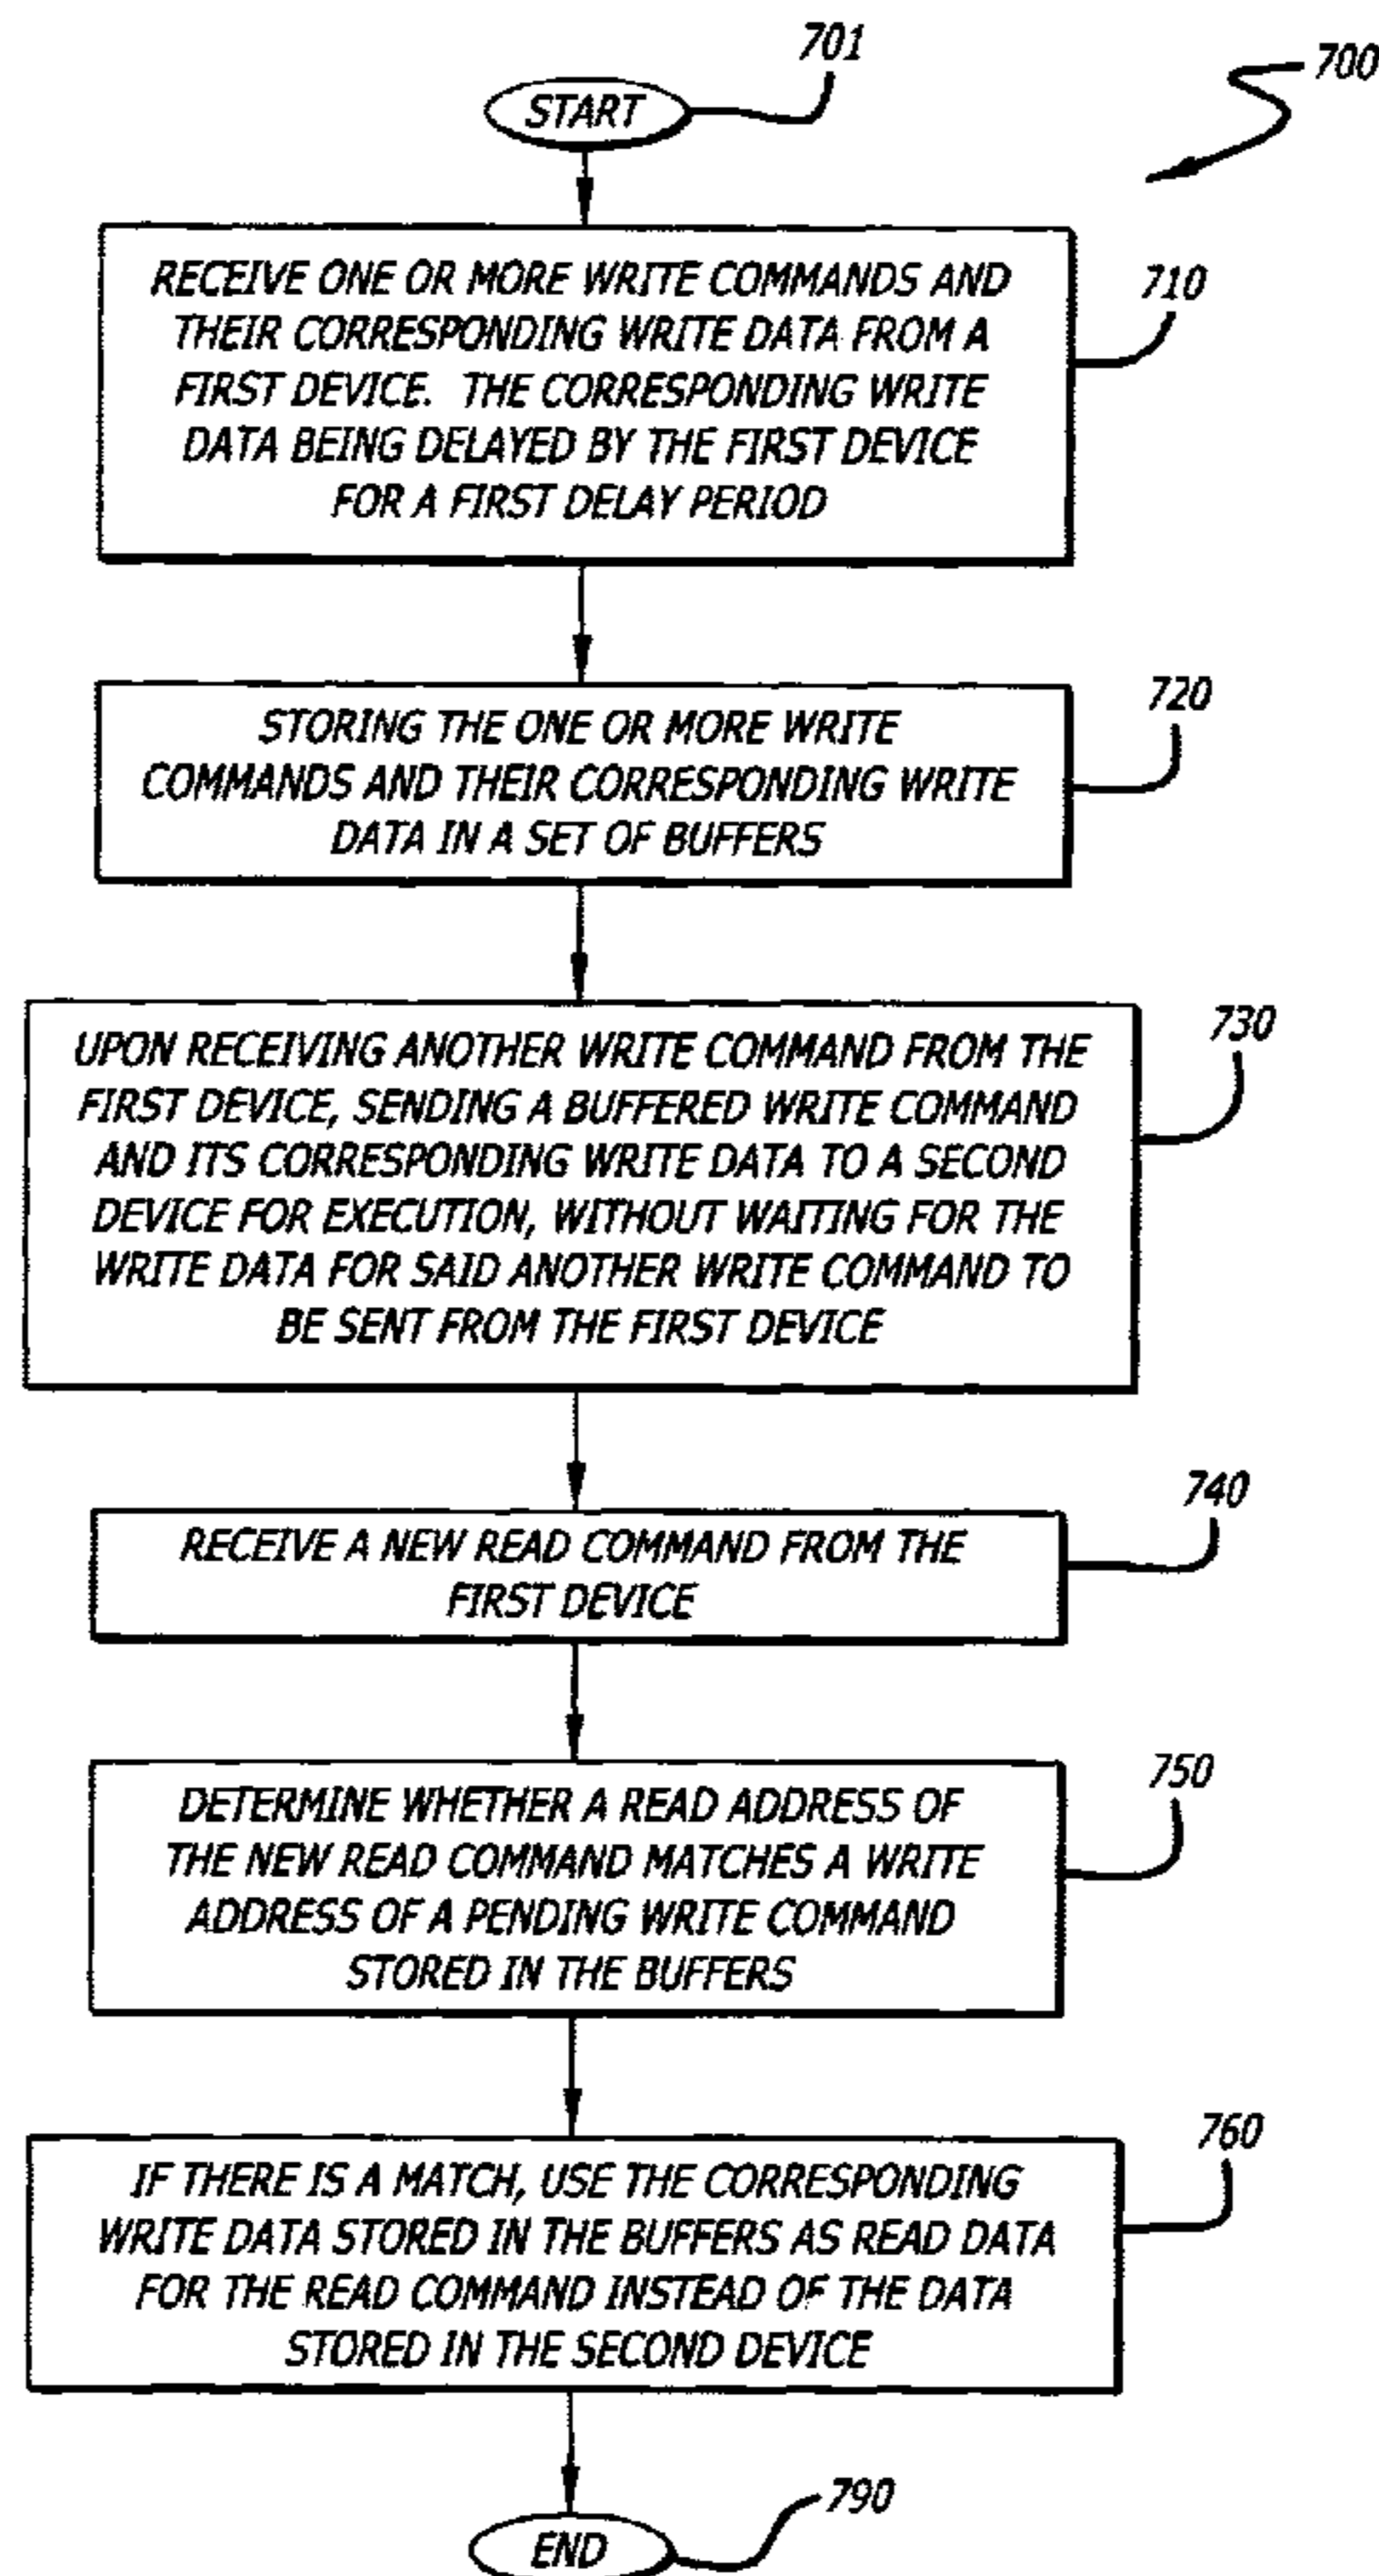 701
700
START
RECEIVE ONE OR MORE WRITE COMMANDS AND
THEIR CORRESPONDING WRITE DATA FROM A
FIRST DEVICE. THE CORRESPONDING WRITE
DATA BEING DELAYED BY THE FIRST DEVICE
FOR A FIRST DELAY PERIOD
710
STORING THE ONE OR MORE WRITE
COMMANDS AND THEIR CORRESPONDING WRITE
DATA IN A SET OF BUFFERS
720
UPON RECEIVING ANOTHER WRITE COMMAND FROM THE
FIRST DEVICE, SENDING A BUFFERED WRITE COMMAND
AND ITS CORRESPONDING WRITE DATA TO A SECOND
DEVICE FOR EXECUTION, WITHOUT WAITING FOR THE
WRITE DATA FOR SAID ANOTHER WRITE COMMAND TO
BE SENT FROM THE FIRST DEVICE
730
RECEIVE A NEW READ COMMAND FROM THE
FIRST DEVICE
740
DETERMINE WHETHER A READ ADDRESS OF
THE NEW READ COMMAND MATCHES A WRITE
ADDRESS OF A PENDING WRITE COMMAND
STORED IN THE BUFFERS
750
IF THERE IS A MATCH, USE THE CORRESPONDING
WRITE DATA STORED IN THE BUFFERS AS READ DATA
FOR THE READ COMMAND INSTEAD OF THE DATA
STORED IN THE SECOND DEVICE
760
END
790